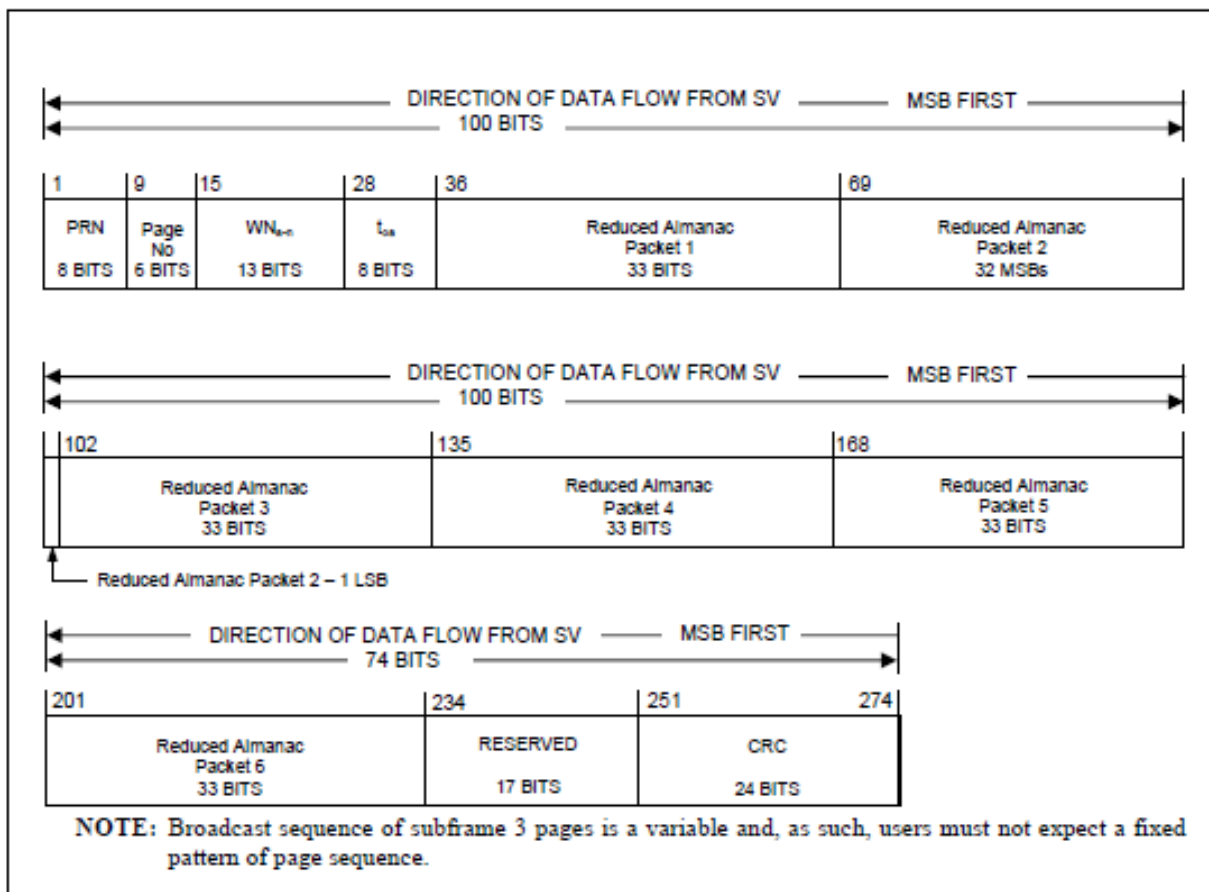 DIRECTION OF DATA FLOW FROM SV MSB FIRST
100 BITS
1 9 15 28 36 69
PRN Page No WNa-n toa Reduced Almanac Packet 1 Reduced Almanac Packet 2
8 BITS 6 BITS 13 BITS 8 BITS 33 BITS 32 MSBs
DIRECTION OF DATA FLOW FROM SV MSB FIRST
100 BITS
102 135 168
Reduced Almanac Reduced Almanac Reduced Almanac
Packet 3 Packet 4 Packet 5
33 BITS 33 BITS 33 BITS
Reduced Almanac Packet 2 – 1 LSB
DIRECTION OF DATA FLOW FROM SV MSB FIRST
74 BITS
201 234 251 274
Reduced Almanac Packet 6 RESERVED CRC
33 BITS 17 BITS 24 BITS
NOTE: Broadcast sequence of subframe 3 pages is a variable and, as such, users must not expect a fixed
pattern of page sequence.